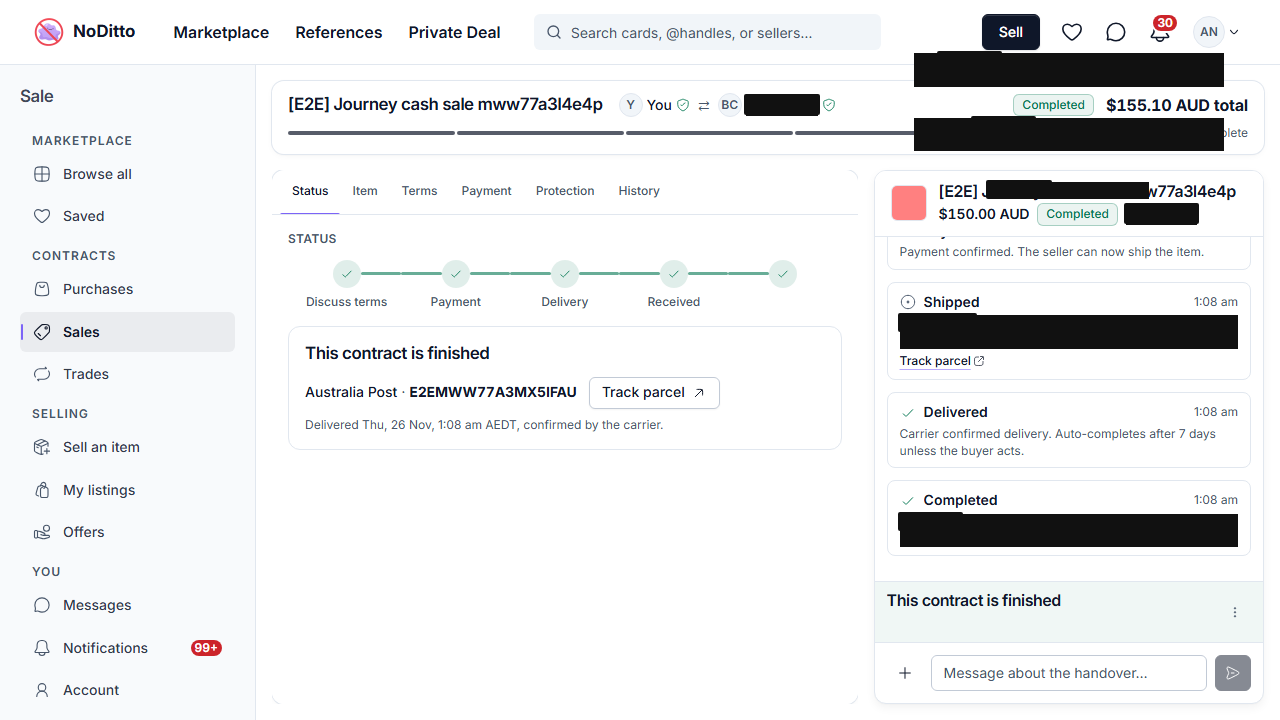 NoDitto
Marketplace
References
Private Deal
Search cards, @handles, or sellers...
Sell
30
AN
Sale
MARKETPLACE
Browse all
Saved
CONTRACTS
Purchases
Sales
Trades
SELLING
Sell an item
My listings
Offers
YOU
Messages
Notifications
99+
Account
[E2E] Journey cash sale mww77a3l4e4p
Y You
BC
Completed
$155.10 AUD total
Status
Item
Terms
Payment
Protection
History
STATUS
Discuss terms
Payment
Delivery
Received
This contract is finished
Australia Post · E2EMWW77A3MX5IFAU
Track parcel
Delivered Thu, 26 Nov, 1:08 am AEDT, confirmed by the carrier.
[E2E]
$150.00 AUD
Completed
Payment confirmed. The seller can now ship the item.
Shipped
1:08 am
Track parcel
Delivered
1:08 am
Carrier confirmed delivery. Auto-completes after 7 days
unless the buyer acts.
Completed
1:08 am
This contract is finished
Message about the handover...